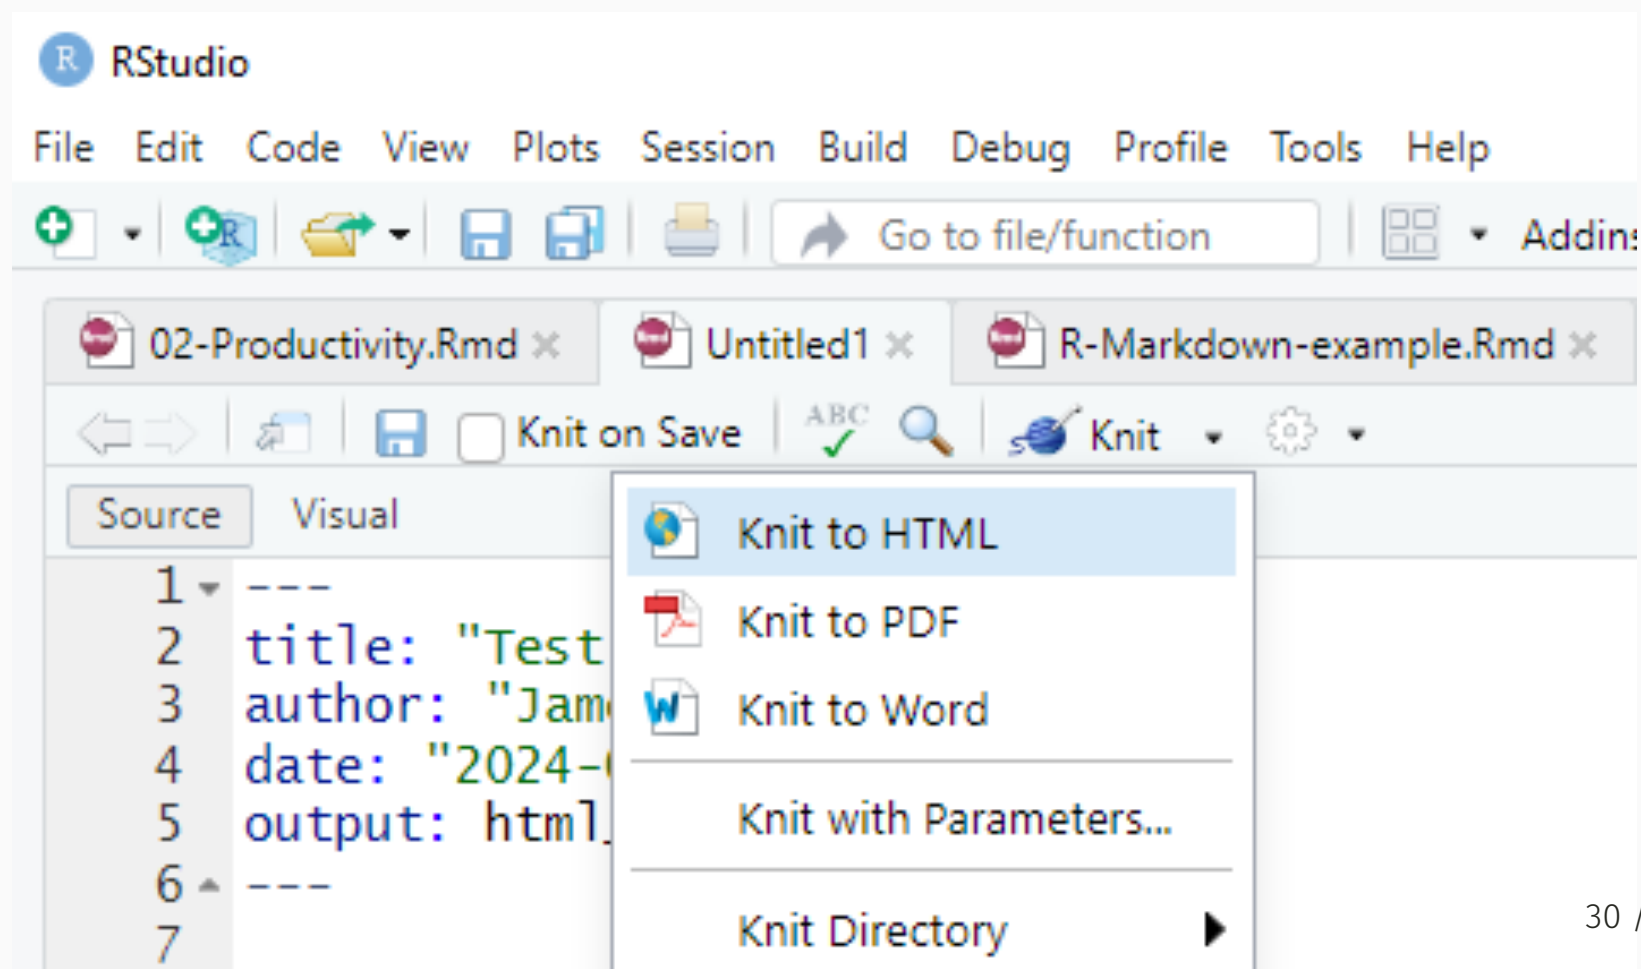 R RStudio
File Edit Code View Plots Session Build Debug Profile Tools Help
R Go to file/function Addins
02-Productivity.Rmd Untitled1 R-Markdown-example.Rmd
Knit on Save ABC Knit
Source Visual
Knit to HTML
1 ---
Knit to PDF
2 title: "Test
3 author: "Jam
Knit to Word
4 date: "2024-
Knit with Parameters...
5 output: html_
6 ---
Knit Directory
7
30 /